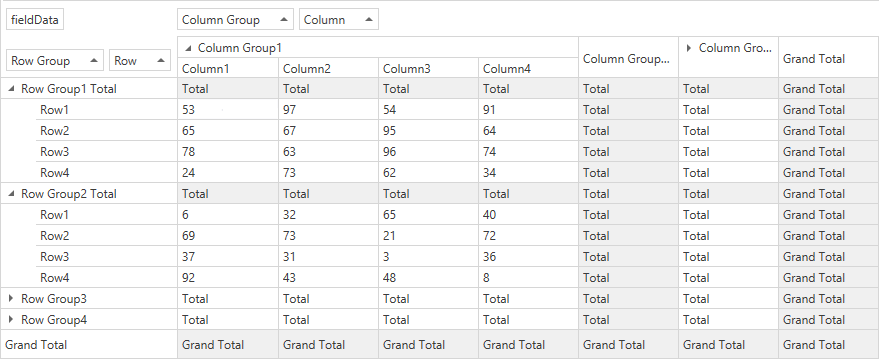 fieldData Column Group Column
Row Group Row Column Group1 Column Group... Column Gro... Grand Total
Column1 Column2 Column3 Column4
Row Group1 Total Total Total Total Total Total Total Grand Total
Row1 53 97 54 91 Total Total Grand Total
Row2 65 67 95 64 Total Total Grand Total
Row3 78 63 96 74 Total Total Grand Total
Row4 24 73 62 34 Total Total Grand Total
Row Group2 Total Total Total Total Total Total Total Grand Total
Row1 6 32 65 40 Total Total Grand Total
Row2 69 73 21 72 Total Total Grand Total
Row3 37 31 3 36 Total Total Grand Total
Row4 92 43 48 8 Total Total Grand Total
Row Group3 Total Total Total Total Total Total Grand Total
Row Group4 Total Total Total Total Total Total Grand Total
Grand Total Grand Total Grand Total Grand Total Grand Total Grand Total Grand Total Grand Total